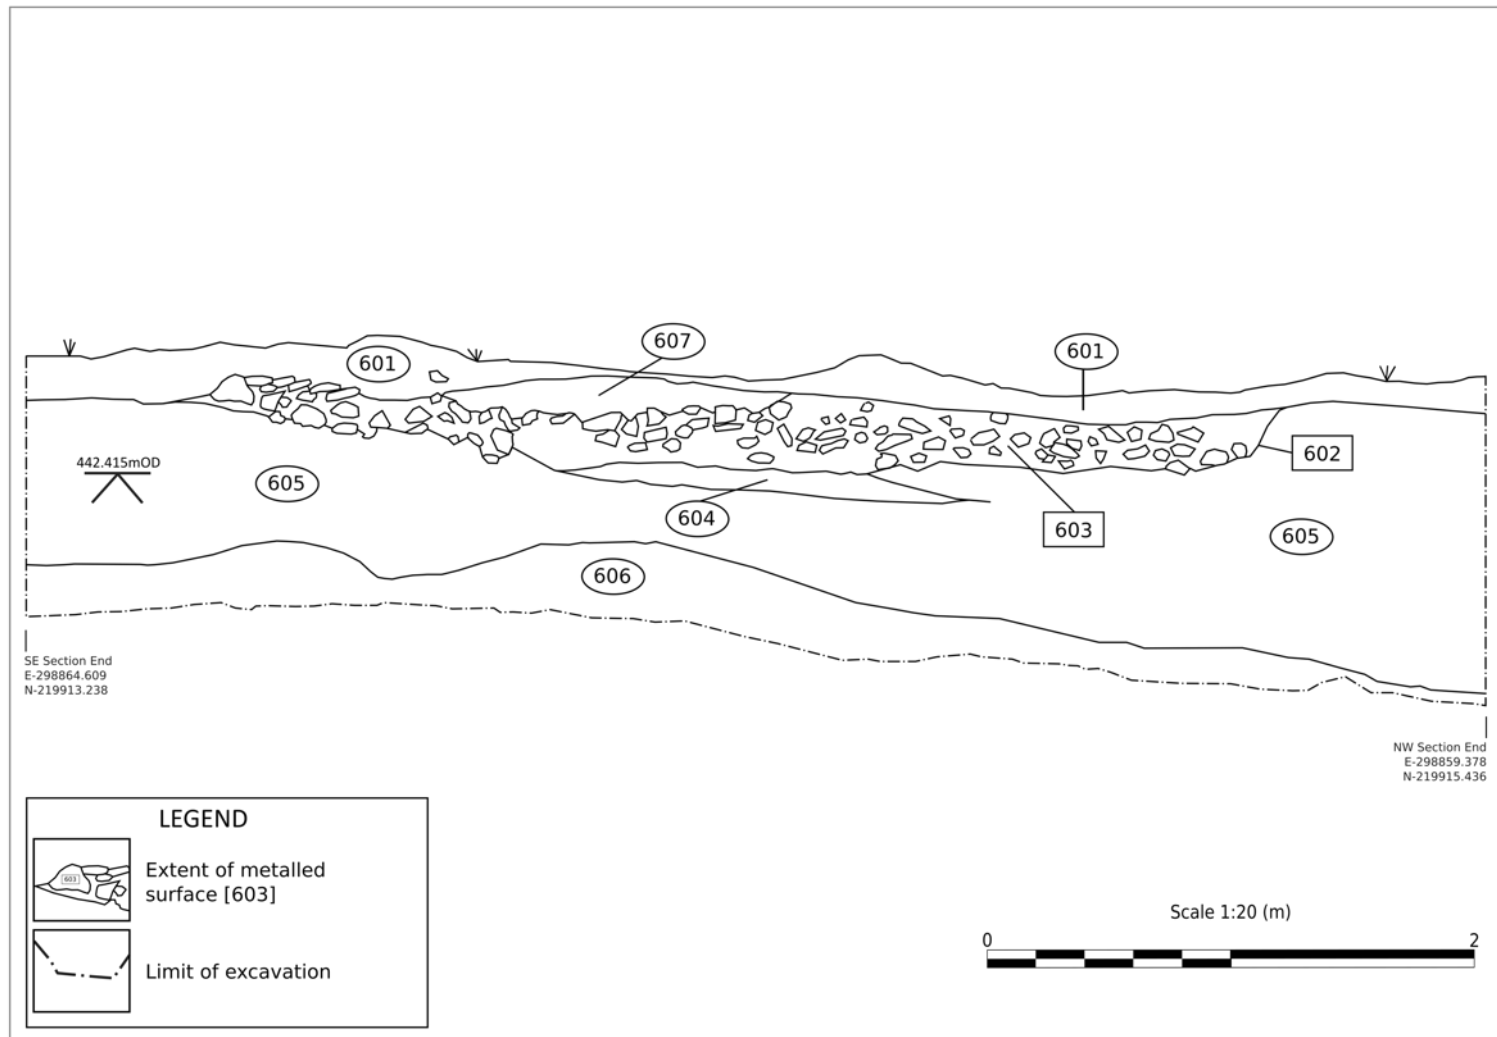 607
601
601
602
442.415mOD
605
604
603
605
606
SE Section End
E-298864.609
N-219913.238
NW Section End
E-298859.378
N-219915.436
LEGEND
603
Extent of metalled
surface [603]
Limit of excavation
Scale 1:20 (m)
0 2